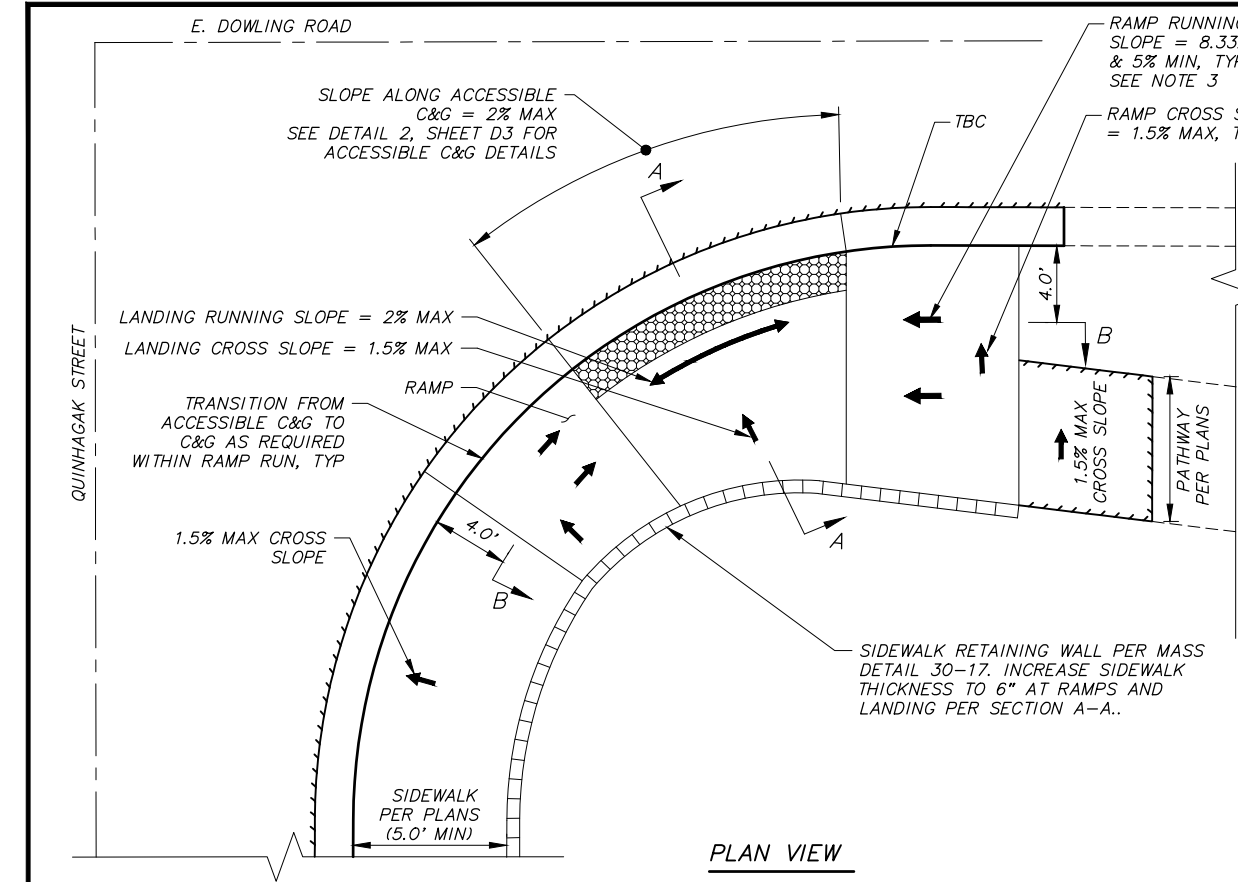 E. DOWLING ROAD
RAMP RUNNING
SLOPE = 8.33
& 5% MIN, TYP
SEE NOTE 3
RAMP CROSS
= 1.5% MAX,
SLOPE ALONG ACCESSIBLE
C&G = 2% MAX
SEE DETAIL 2, SHEET D3 FOR
ACCESSIBLE C&G DETAILS
TBC
A
4.0'
B
LANDING RUNNING SLOPE = 2% MAX
LANDING CROSS SLOPE = 1.5% MAX
RAMP
TRANSITION FROM
ACCESSIBLE C&G TO
C&G AS REQUIRED
WITHIN RAMP RUN, TYP
QUINHAGAK STREET
1.5% MAX
CROSS SLOPE
PATHWAY
PER PLANS
4.0'
A
1.5% MAX CROSS
SLOPE
B
SIDEWALK RETAINING WALL PER MASS
DETAIL 30-17. INCREASE SIDEWALK
THICKNESS TO 6" AT RAMPS AND
LANDING PER SECTION A-A..
SIDEWALK
PER PLANS
(5.0' MIN)
PLAN VIEW